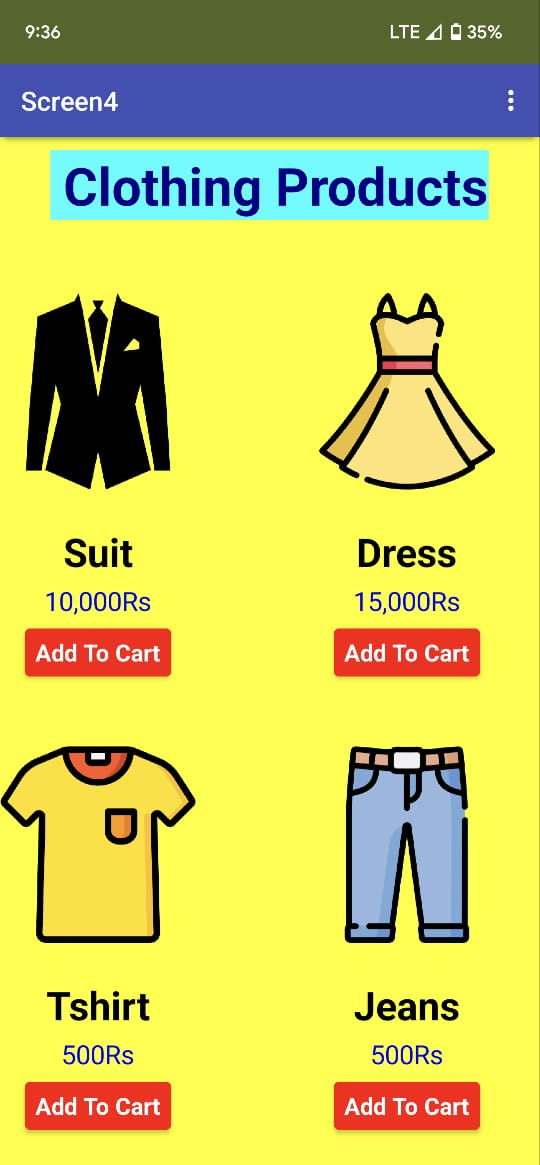 9:36 LTE 35%
Screen4
Clothing Products
Suit Dress
10,000Rs 15,000Rs
Add To Cart Add To Cart
Tshirt Jeans
500Rs 500Rs
Add To Cart Add To Cart